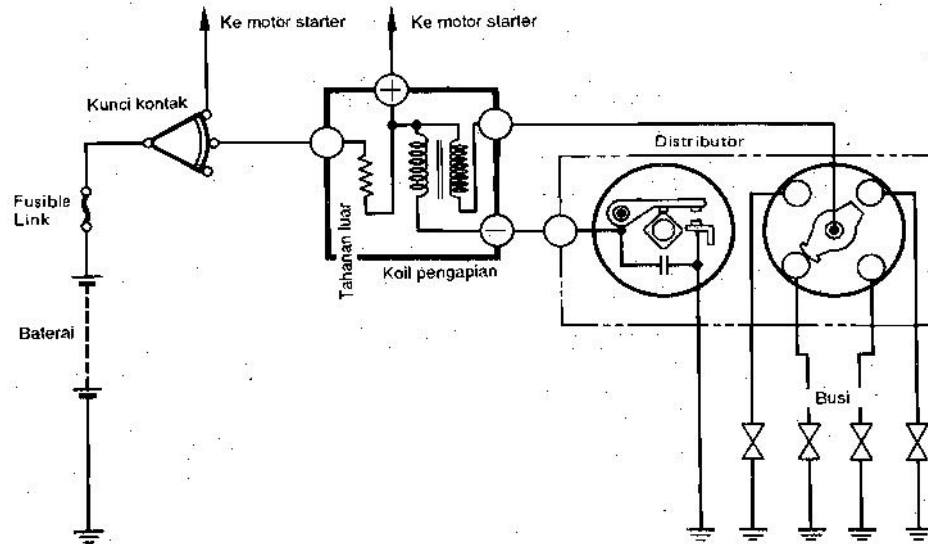 Ke motor starter
Ke motor starter
Kunci kontak
Distributor
Fusible
Link
Tahanan luar
Koil pengapian
Baterai
Busi